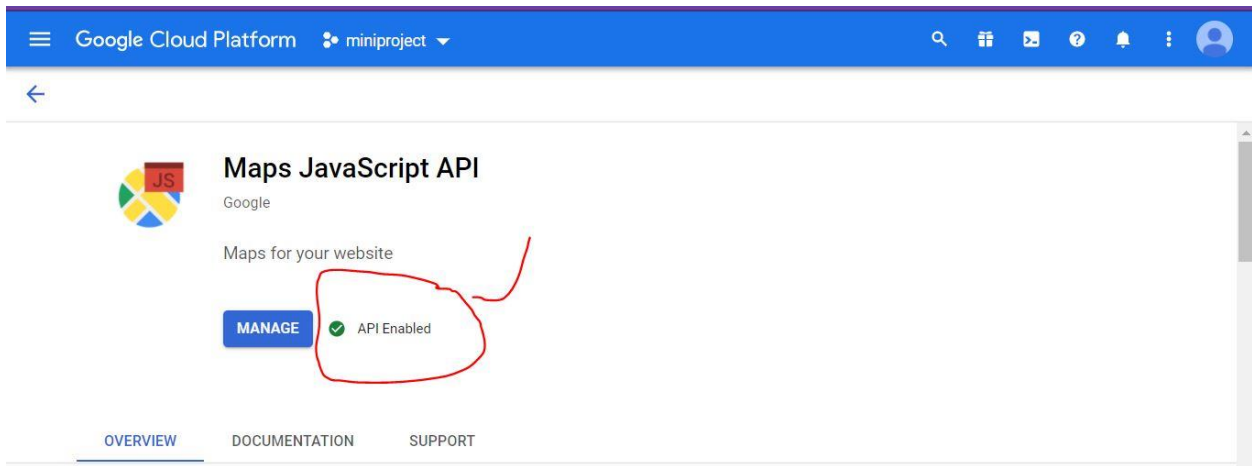 Google Cloud Platform miniproject
JS
Maps JavaScript API
Google
Maps for your website
MANAGE API Enabled
OVERVIEW DOCUMENTATION SUPPORT